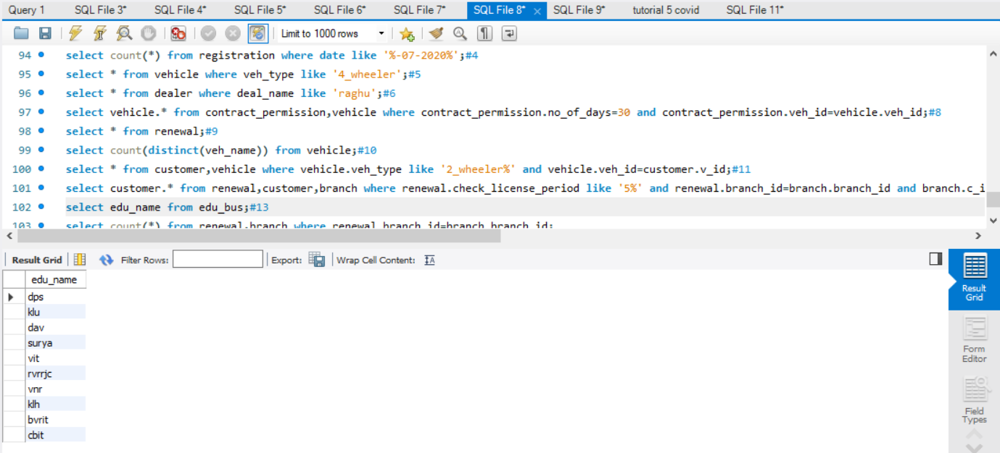 Query 1 SQL File 3* SQL File 4* SQL File 5* SQL File 6* SQL File 7* SQL File 8* SQL File 9* tutorial 5 covid SQL File 11*
Limit to 1000 rows
94 select count(*) from registration where date like '%-07-2020%';#4
95 select * from vehicle where veh_type like '4_wheeler';#5
96 select * from dealer where deal_name like 'raghu';#6
97 select vehicle.* from contract_permission,vehicle where contract_permission.no_of_days=30 and contract_permission.veh_id=vehicle.veh_id;#8
98 select * from renewal;#9
99 select count(distinct(veh_name)) from vehicle;#10
100 select * from customer,vehicle where vehicle.veh_type like '2_wheeler%' and vehicle.veh_id=customer.v_id;#11
101 select customer.* from renewal,customer,branch where renewal.check_license_period like '5%' and renewal.branch_id=branch.branch_id and branch.c_i
102 select edu_name from edu_bus;#13
103 select count(*) from renewal,branch where renewal.branch_id=branch.branch_id;
Result Grid Filter Rows: Export: Wrap Cell Content: IA
edu_name
dps
klu
dav
surya
vit
rvrrjc
vnr
klh
bvrit
cbit
Result
Grid
Form
Editor
Field
Types